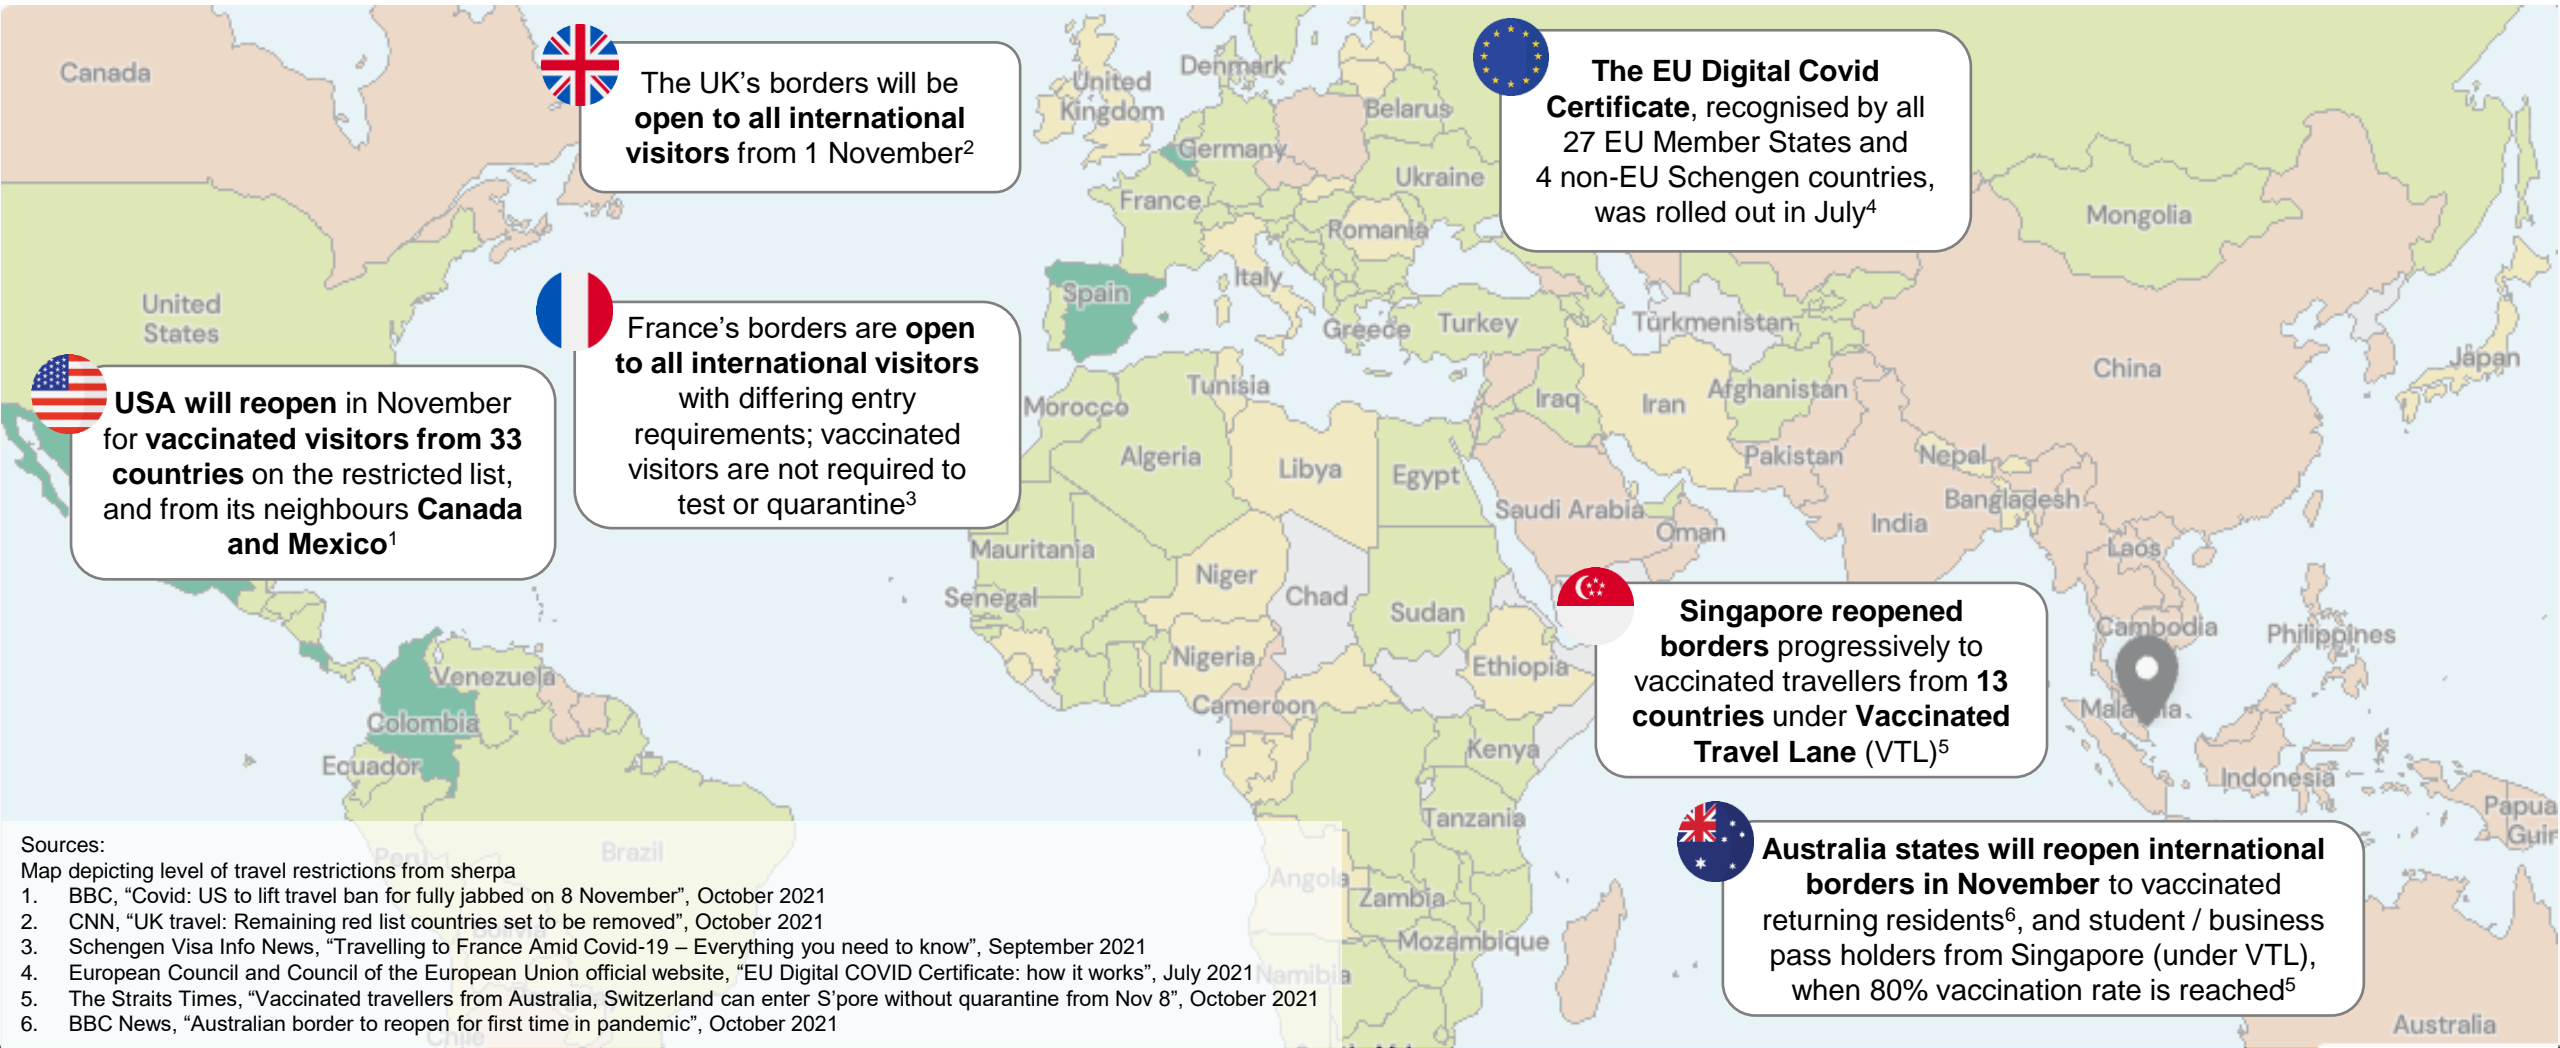 Canada
United
States
The UK's borders will be
open to all international
visitors from 1 November2
France's borders are open
to all international visitors
with differing entry
requirements; vaccinated
visitors are not required to
test or quarantine3
USA will reopen in November
for vaccinated visitors from 33
countries on the restricted list,
and from its neighbours Canada
and Mexico1
The EU Digital Covid
Certificate, recognised by all
27 EU Member States and
4 non-EU Schengen countries,
was rolled out in July4
Singapore reopened
borders progressively to
vaccinated travellers from 13
countries under Vaccinated
Travel Lane (VTL)5
Australia states will reopen international
borders in November to vaccinated
returning residents6, and student / business
pass holders from Singapore (under VTL),
when 80% vaccination rate is reached5
United
Kingdom
Denmark
Belarus
Germany
Ukraine
France
Romania
Italy
Spain
Greece
Turkey
Turkmenistan
Mongolia
China
Japan
Morocco
Tunisia
Algeria
Libya
Egypt
Iraq
Iran
Afghanistan
Pakistan
Nepal
Bangladesh
India
Saudi Arabia
Oman
Laos
Cambodia
Philippines
Malaysia
Indonesia
Papua
Mauritania
Senegal
Niger
Chad
Sudan
Nigeria
Ethiopia
Cameroon
Kenya
Tanzania
Angola
Zambia
Mozambique
Namibia
Venezuela
Colombia
Ecuador
Peru
Brazil
Bolivia
Chile
Australia
Sources:
Map depicting level of travel restrictions from sherpa
1. BBC, “Covid: US to lift travel ban for fully jabbed on 8 November”, October 2021
2. CNN, “UK travel: Remaining red list countries set to be removed”, October 2021
3. Schengen Visa Info News, “Travelling to France Amid Covid-19 – Everything you need to know”, September 2021
4. European Council and Council of the European Union official website, “EU Digital COVID Certificate: how it works”, July 2021
5. The Straits Times, “Vaccinated travellers from Australia, Switzerland can enter S'pore without quarantine from Nov 8”, October 2021
6. BBC News, “Australian border to reopen for first time in pandemic”, October 2021